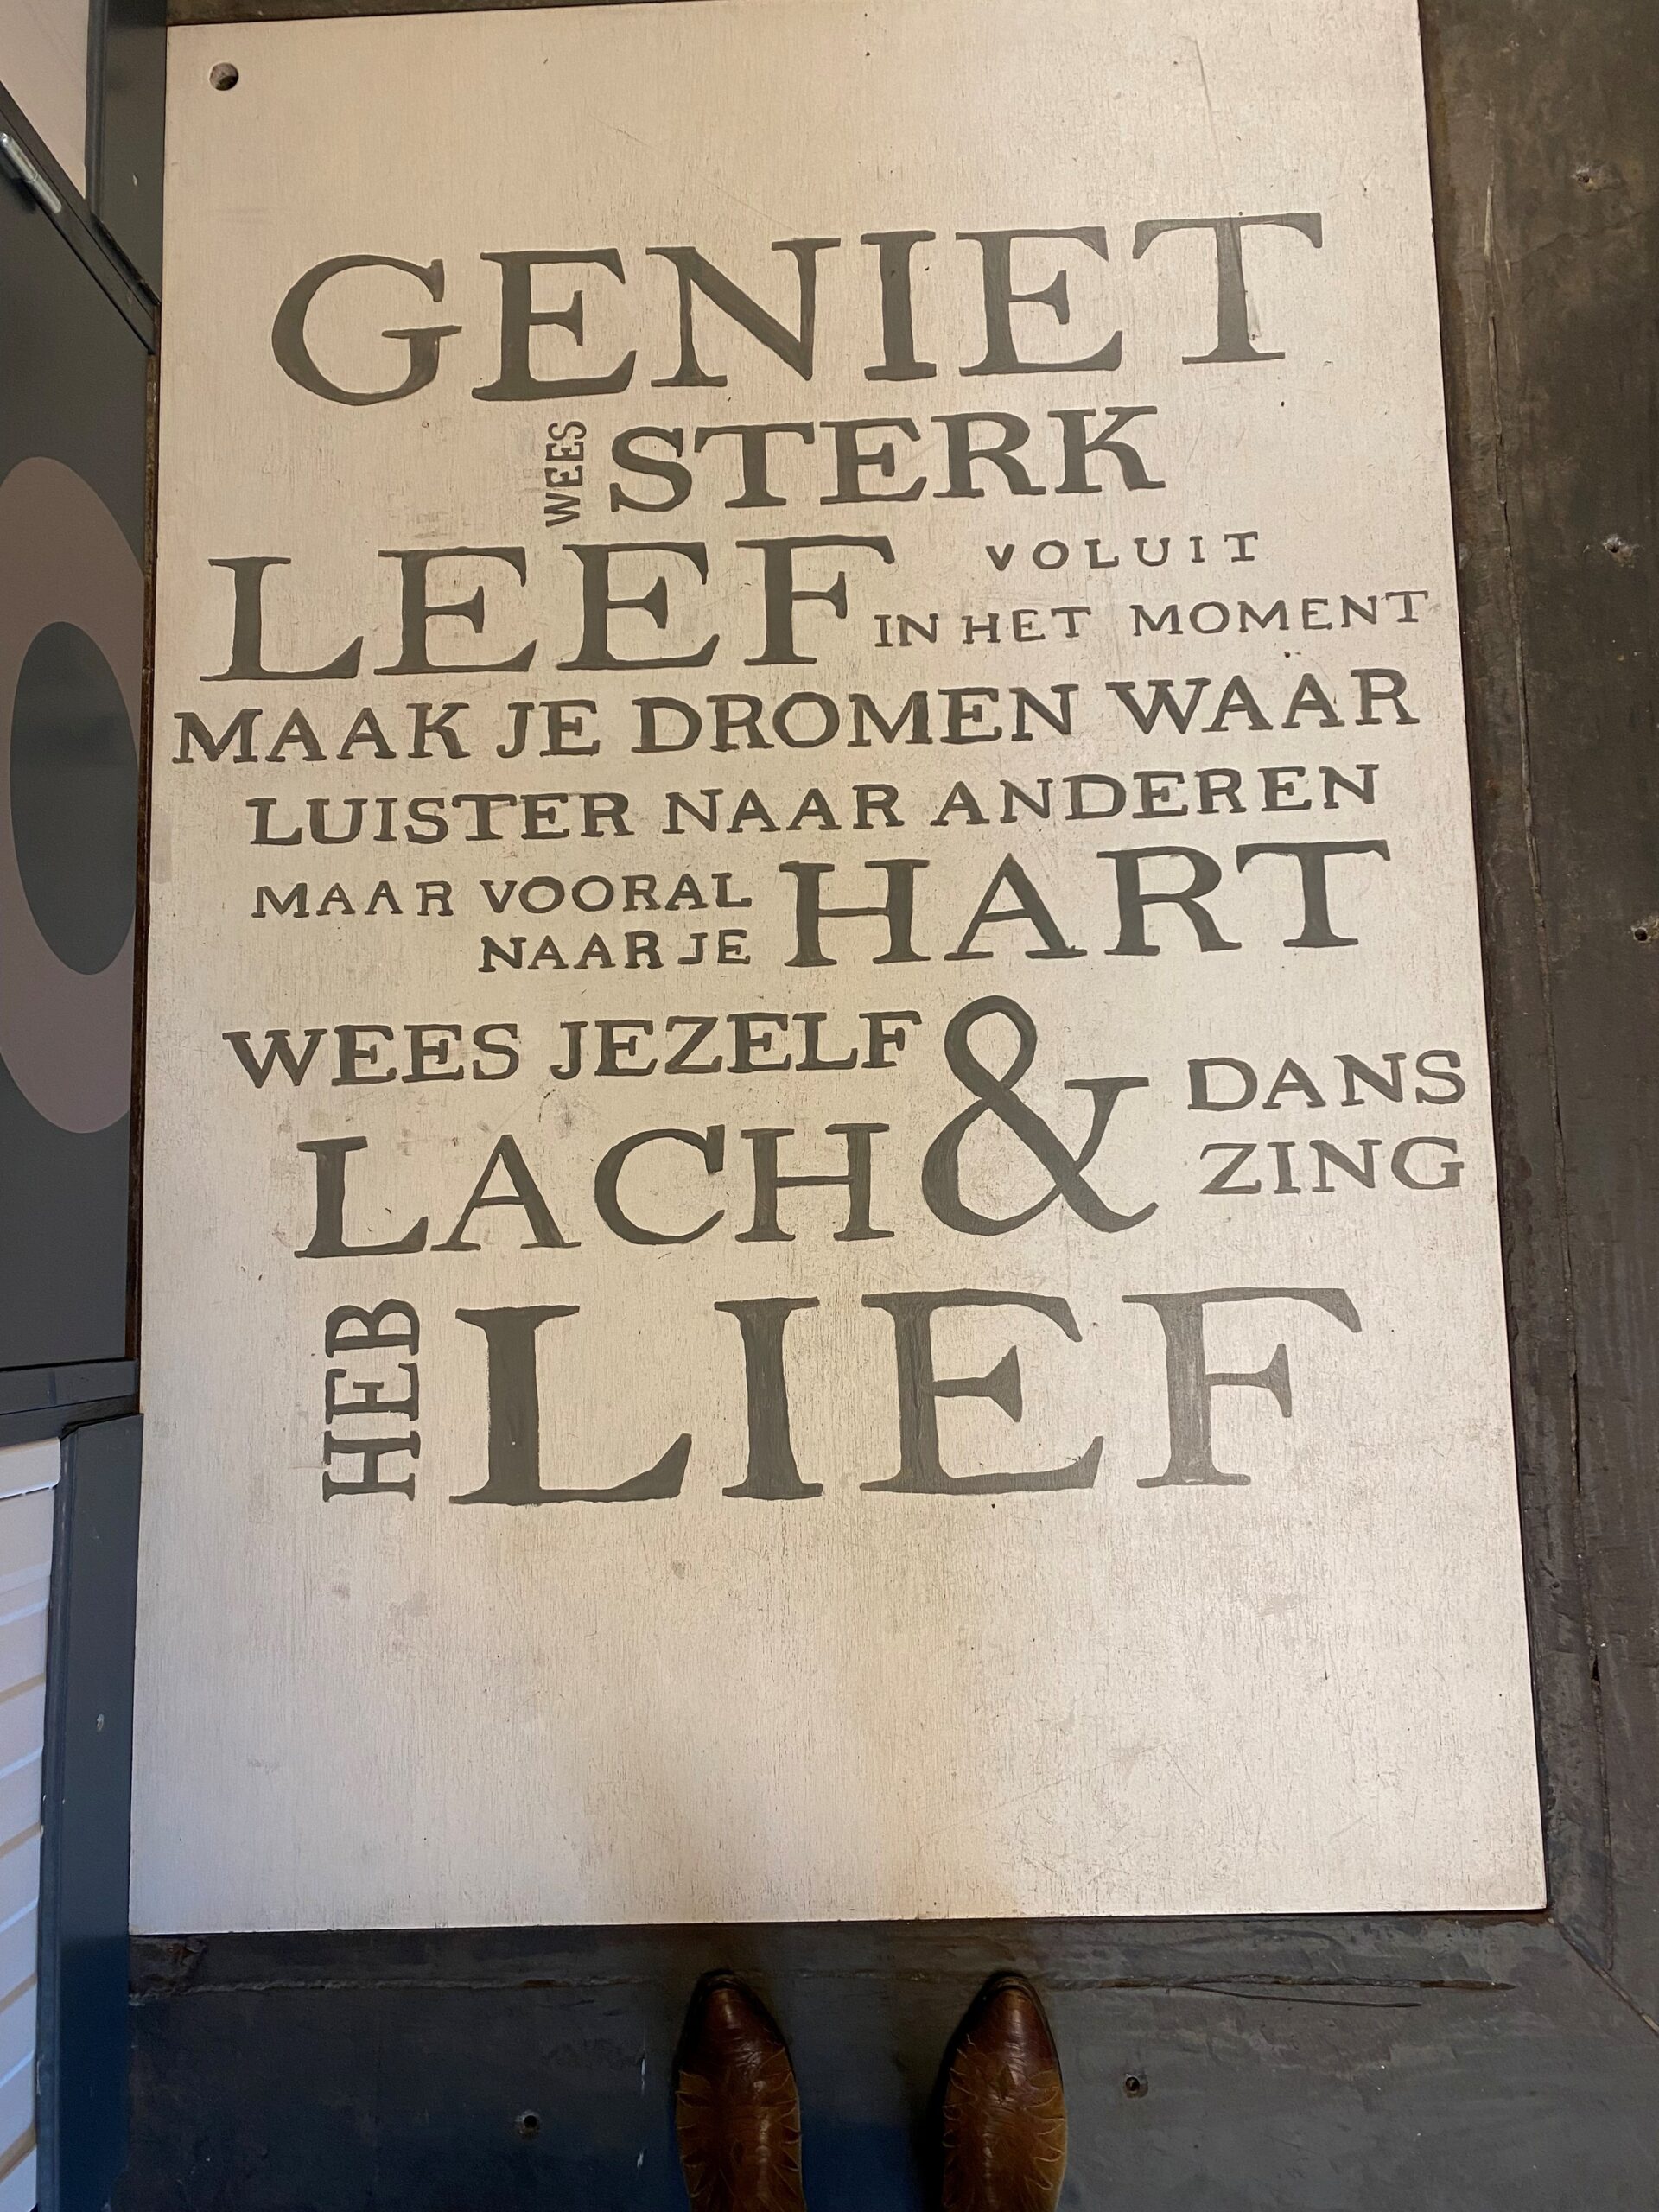 GENIET
WEES STERK
LEEF VOLUIT
IN HET MOMENT
MAAK JE DROMEN WAAR
LUISTER NAAR ANDEREN
MAAR VOORAL
NAAR JE HART
WEES JEZELF
LACH & DANS
ZING
HEB LIEF